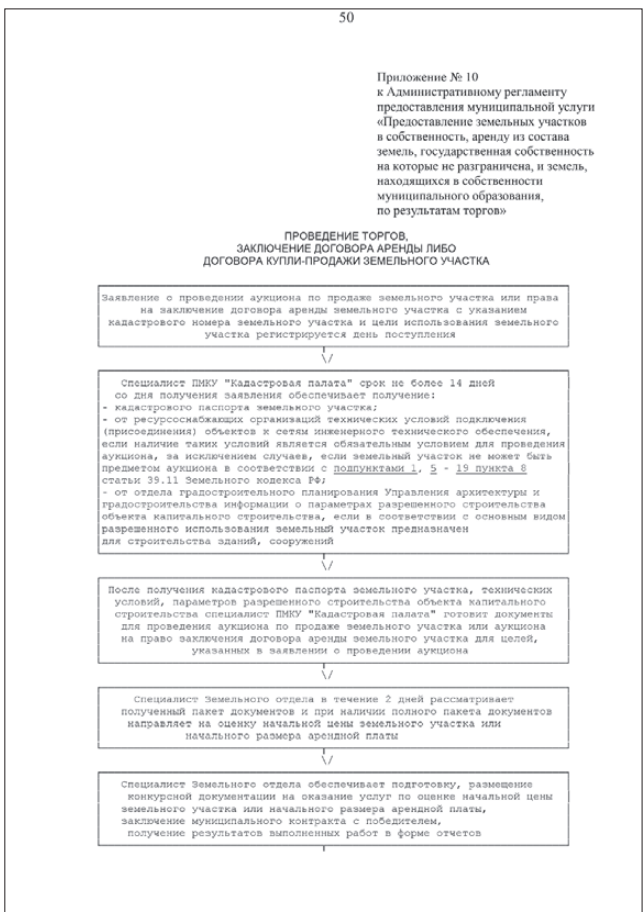 50
Приложение № 10
к Административному регламенту
предоставления муниципальной услуги
«Предоставление земельных участков
в собственность, аренду из состава
земель, государственная собственность
на которые не разграничена, и земель,
находящихся в собственности
муниципального образования,
по результатам торгов»
ПРОВЕДЕНИЕ ТОРГОВ,
ЗАКЛЮЧЕНИЕ ДОГОВОРА АРЕНДЫ ЛИБО
ДОГОВОРА КУПЛИ-ПРОДАЖИ ЗЕМЕЛЬНОГО УЧАСТКА
Заявление о проведении аукциона по продаже земельного участка или права
на заключение договора аренды земельного участка с указанием
кадастрового номера земельного участка и цели использования земельного
участка регистрируется день поступления
\/
Специалист ПМКУ "Кадастровая палата" срок не более 14 дней
со дня получения заявления обеспечивает получение:
- кадастрового паспорта земельного участка;
- от ресурсоснабжающих организаций технических условий подключения
(присоединения) объектов к сетям инженерного технического обеспечения,
если наличие таких условий является обязательным условием для проведения
аукциона, за исключением случаев, если земельный участок не может быть
предметом аукциона в соответствии с подпунктами 1, 5 - 19 пункта 8
статьи 39.11 Земельного кодекса РФ;
- от отдела градостроительного планирования Управления архитектуры и
градостроительства информации о параметрах разрешенного строительства
объекта капитального строительства, если в соответствии с основным видом
разрешенного использования земельный участок предназначен
для строительства зданий, сооружений
\/
После получения кадастрового паспорта земельного участка, технических
условий, параметров разрешенного строительства объекта капитального
строительства специалист ПМКУ "Кадастровая палата" готовит документы
для проведения аукциона по продаже земельного участка или аукциона
на право заключения договора аренды земельного участка для целей,
указанных в заявлении о проведении аукциона
\/
Специалист Земельного отдела в течение 2 дней рассматривает
полученный пакет документов и при наличии полного пакета документов
направляет на оценку начальной цены земельного участка или
начального размера арендной платы
\/
Специалист Земельного отдела обеспечивает подготовку, размещение
конкурсной документации на оказание услуг по оценке начальной цены
земельного участка или начального размера арендной платы,
заключение муниципального контракта с победителем,
получение результатов выполненных работ в форме отчетов